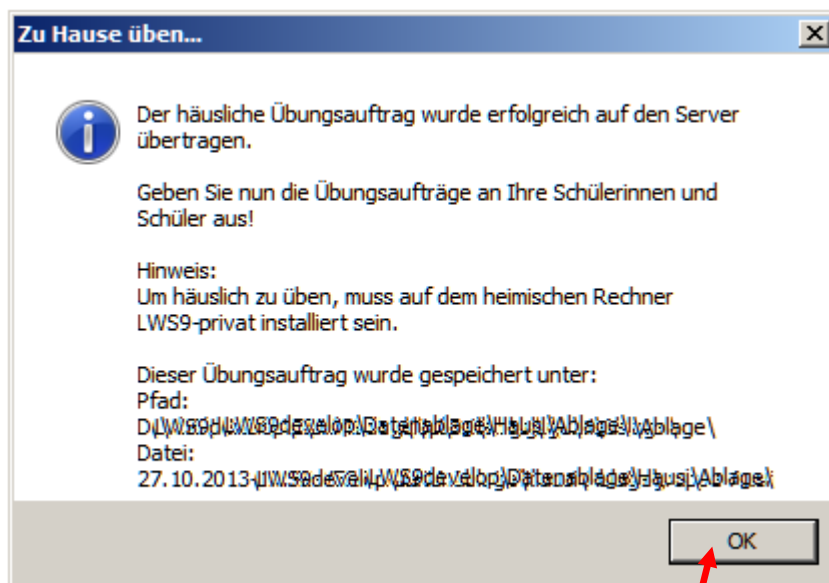 Zu Hause üben...
Der häusliche Übungsauftrag wurde erfolgreich auf den Server
übertragen.
Geben Sie nun die Übungsaufträge an Ihre Schülerinnen und
Schüler aus!
Hinweis:
Um häuslich zu üben, muss auf dem heimischen Rechner
LWS9-privat installiert sein.
Dieser Übungsauftrag wurde gespeichert unter:
Pfad:
Datei:
27.10.2013
OK